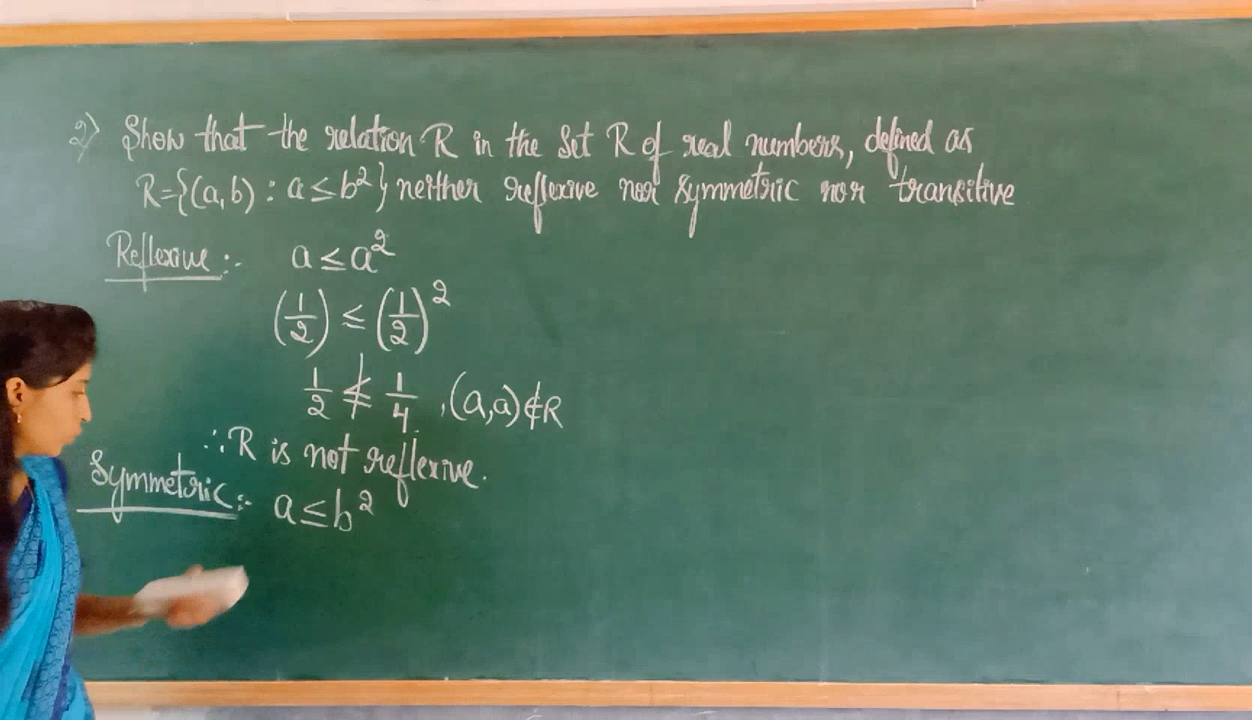 2) Show that the relation R in the Set R of real numbers, defined as
R={(a,b) : a≤b²} neither reflexive nor symmetric nor transitive
Reflexive :- a≤a²
(1/2) ≤ (1/2)²
1/2 ≰ 1/4 , (a,a)∉R
∴ R is not reflexive.
Symmetric:- a≤b²